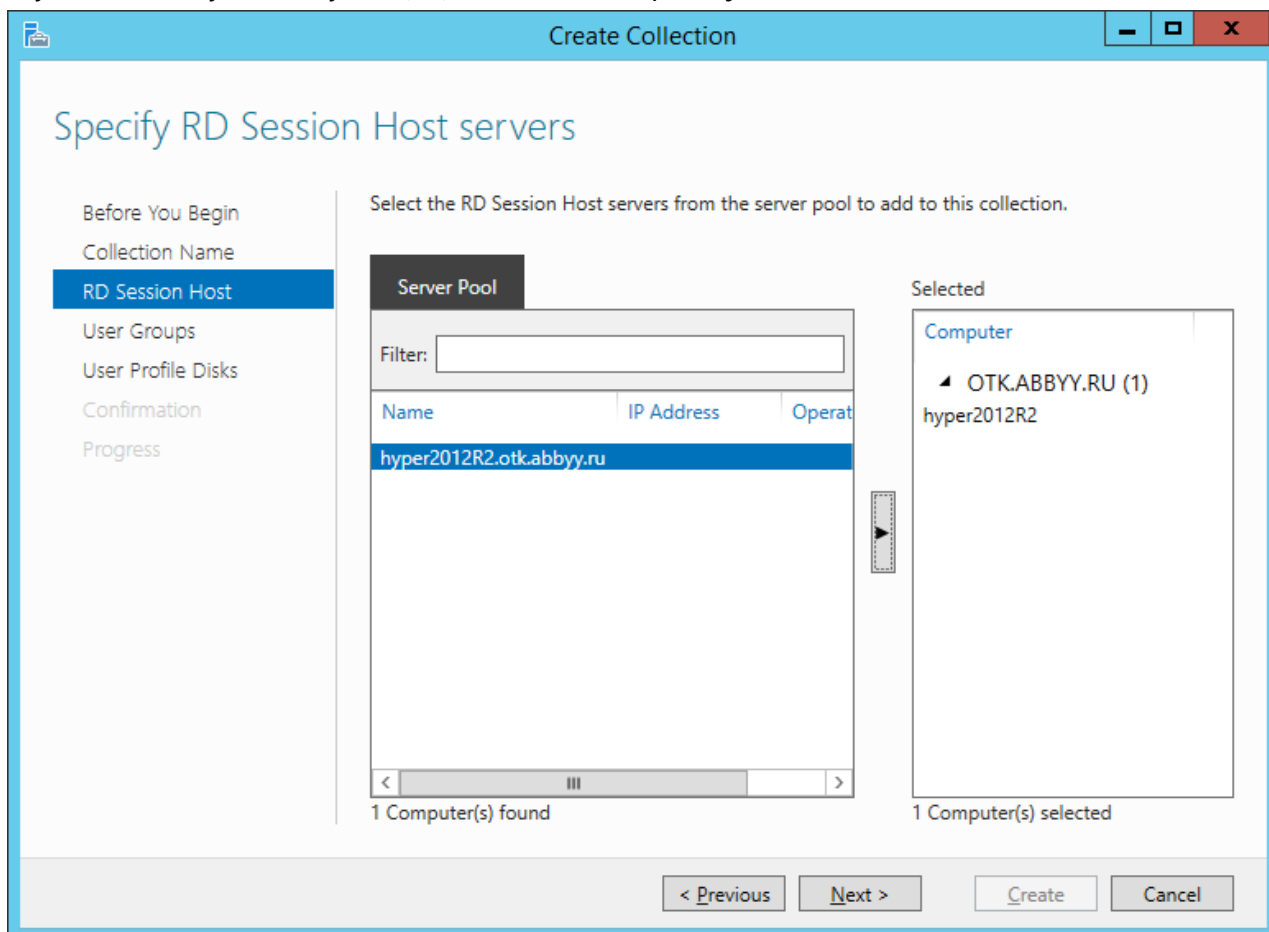 Create Collection
Specify RD Session Host servers
Before You Begin
Collection Name
RD Session Host
User Groups
User Profile Disks
Confirmation
Progress
Select the RD Session Host servers from the server pool to add to this collection.
Server Pool
Filter:
Name IP Address Operat
hyper2012R2.otk.abbyy.ru
1 Computer(s) found
Selected
Computer
OTK.ABBYY.RU (1)
hyper2012R2
1 Computer(s) selected
< Previous Next > Create Cancel